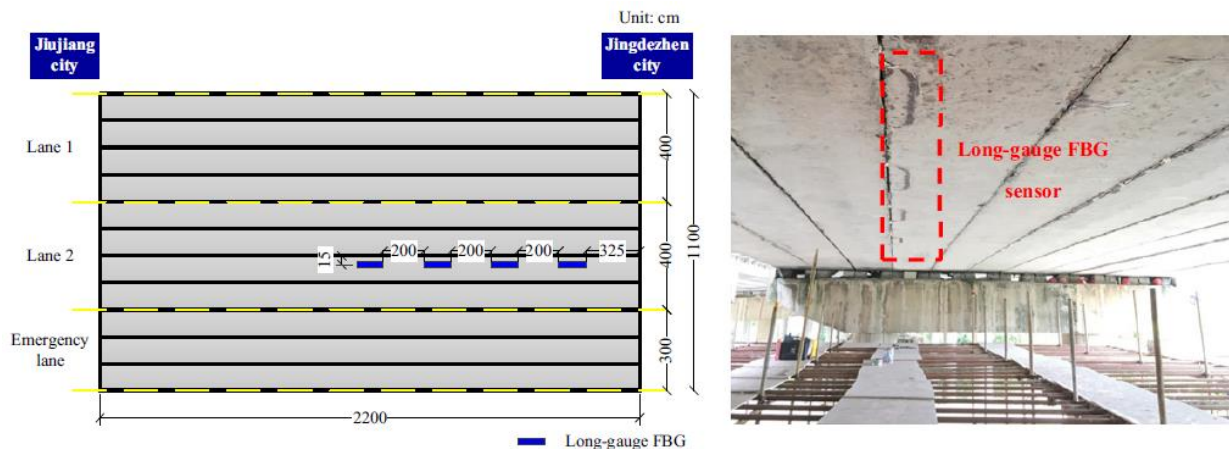 Unit: cm
Jiujiang
city
Jingdezhen
city
Lane 1
Lane 2
Emergency
lane
15
200
200
200
325
400
400
300
1100
2200
Long-gauge FBG
Long-gauge FBG
sensor